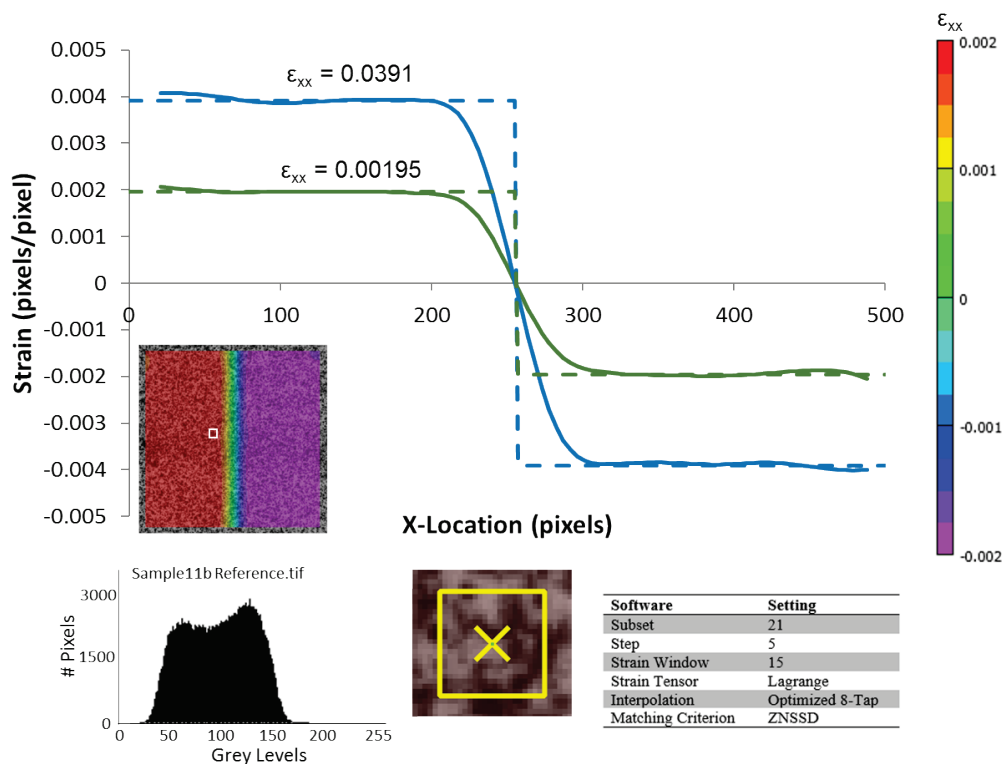 0.005
0.004
0.003
0.002
0.001
0
-0.001
-0.002
-0.003
-0.004
-0.005
Strain (pixels/pixel)
εxx = 0.0391
εxx = 0.00195
0 100 200 300 400 500
X-Location (pixels)
εxx
0.002
0.001
0
-0.001
-0.002
Sample11b Reference.tif
3000
1500
0
# Pixels
0 50 100 150 200 255
Grey Levels
Software Setting
Subset 21
Step 5
Strain Window 15
Strain Tensor Lagrange
Interpolation Optimized 8-Tap
Matching Criterion ZNSSD